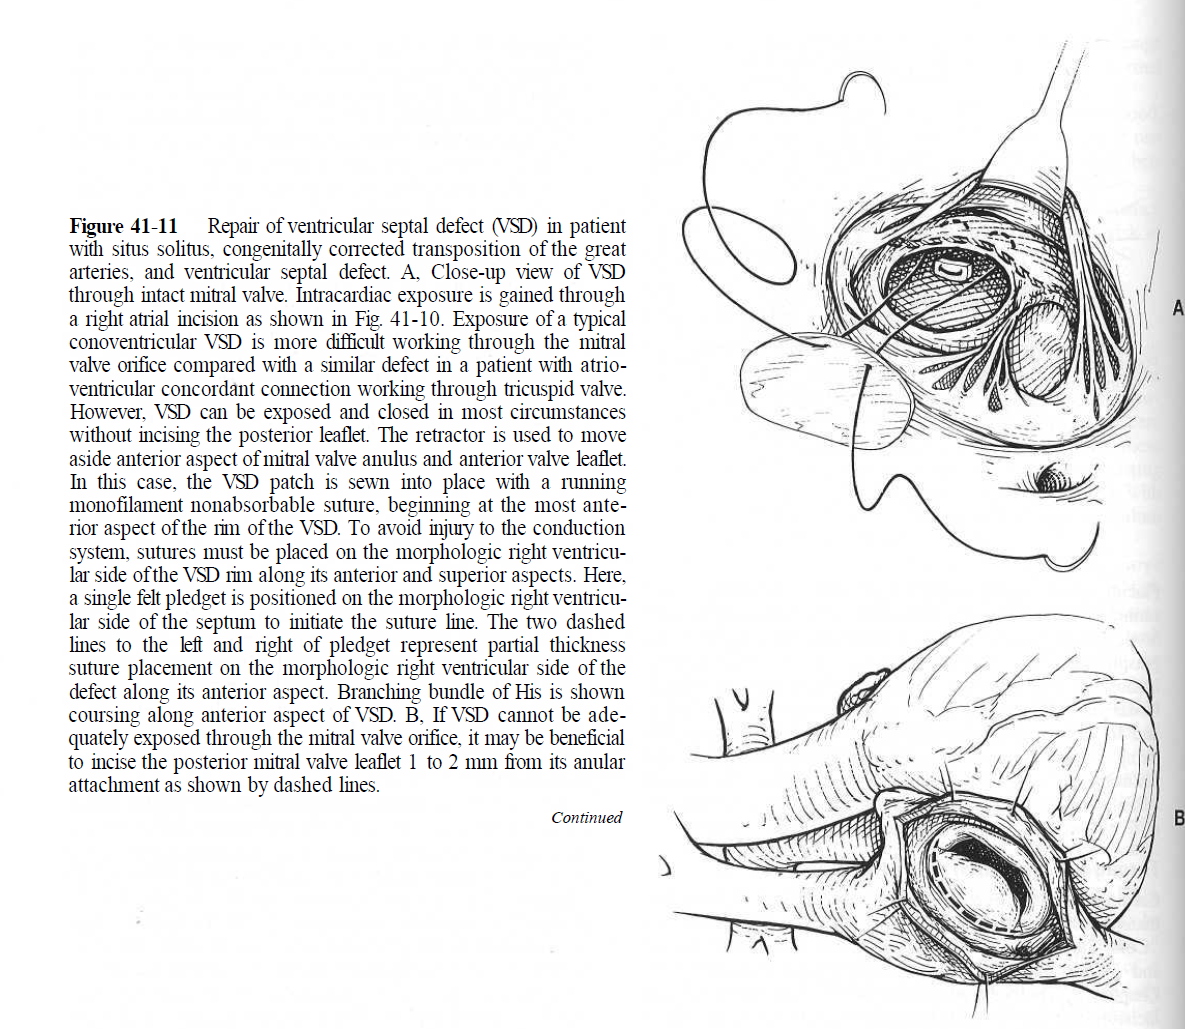 Figure 41-11 Repair of ventricular septal defect (VSD) in patient
with situs solitus, congenitally corrected transposition of the great
arteries, and ventricular septal defect. A, Close-up view of VSD
through intact mitral valve. Intracardiac exposure is gained through
a right atrial incision as shown in Fig. 41-10. Exposure of a typical
conoventricular VSD is more difficult working through the mitral
valve orifice compared with a similar defect in a patient with atrio-
ventricular concordant connection working through tricuspid valve.
However, VSD can be exposed and closed in most circumstances
without incising the posterior leaflet. The retractor is used to move
aside anterior aspect of mitral valve anulus and anterior valve leaflet.
In this case, the VSD patch is sewn into place with a running
monofilament nonabsorbable suture, beginning at the most ante-
rior aspect of the rim of the VSD. To avoid injury to the conduction
system, sutures must be placed on the morphologic right ventricu-
lar side of the VSD rim along its anterior and superior aspects. Here,
a single felt pledget is positioned on the morphologic right ventricu-
lar side of the septum to initiate the suture line. The two dashed
lines to the left and right of pledget represent partial thickness
suture placement on the morphologic right ventricular side of the
defect along its anterior aspect. Branching bundle of His is shown
coursing along anterior aspect of VSD. B, If VSD cannot be ade-
quately exposed through the mitral valve orifice, it may be beneficial
to incise the posterior mitral valve leaflet 1 to 2 mm from its anular
attachment as shown by dashed lines.
Continued
A
B